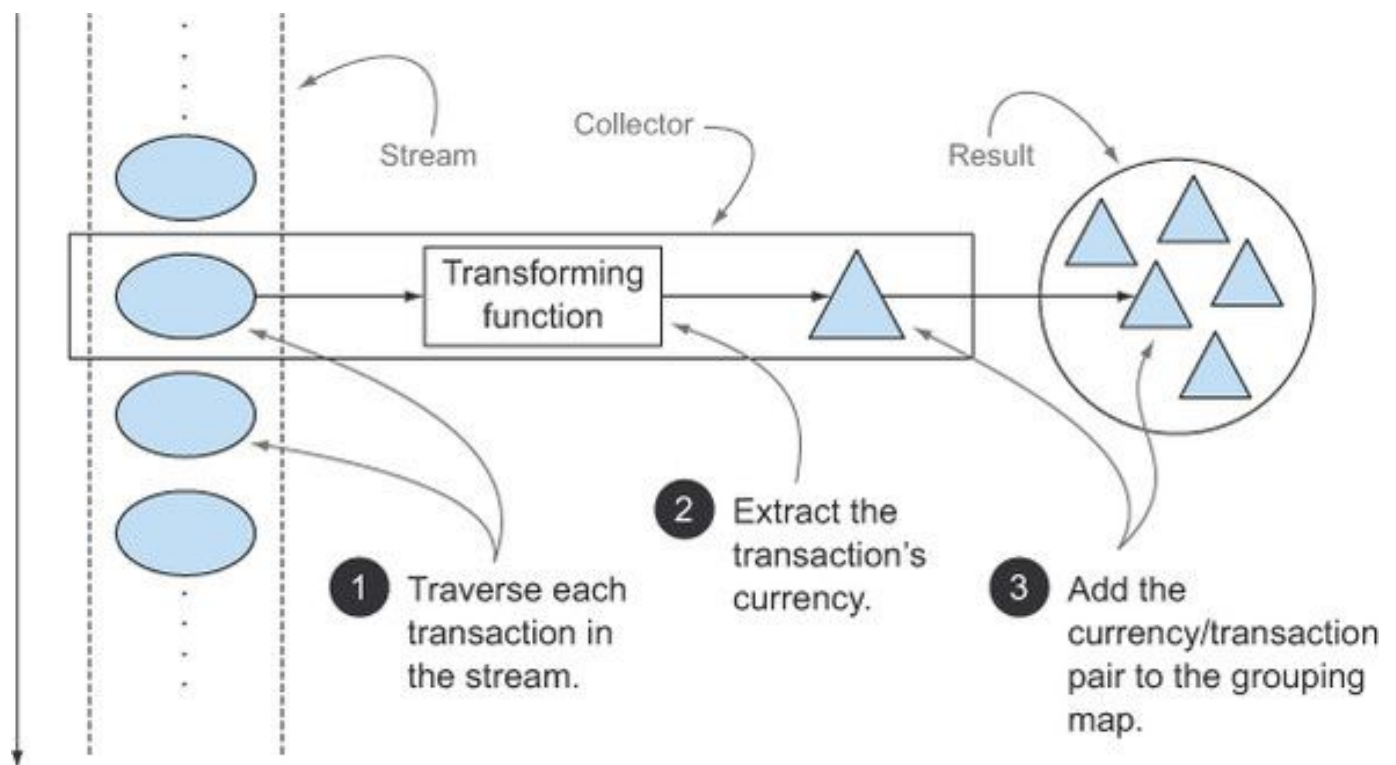 Stream
Collector
Result
Transforming
function
1 Traverse each
transaction in
the stream.
2 Extract the
transaction's
currency.
3 Add the
currency/transaction
pair to the grouping
map.